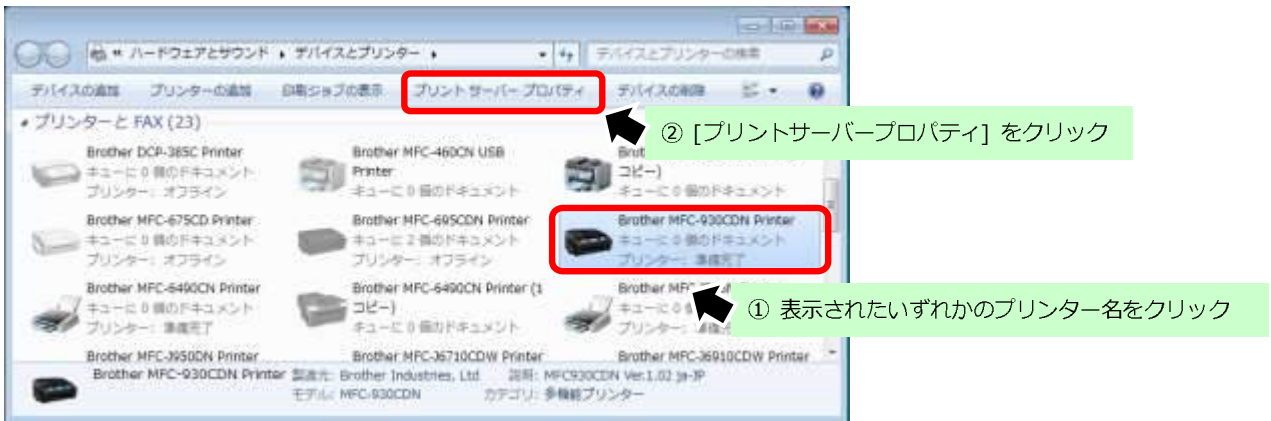 ハードウェアとサウンド ▸ デバイスとプリンター ▸
デバイスとプリンターの検索
デバイスの追加 プリンターの追加 印刷ジョブの表示 プリント サーバー プロパティ デバイスの削除
プリンターと FAX (23)
② [プリントサーバープロパティ] をクリック
Brother DCP-385C Printer
キューに 0 個のドキュメント
プリンター: オフライン
Brother MFC-460CN USB
Printer
キューに 0 個のドキュメント
コピー)
キューに 0 個のドキュメント
Brother MFC-675CD Printer
キューに 0 個のドキュメント
プリンター: オフライン
Brother MFC-695CDN Printer
キューに 2 個のドキュメント
プリンター: オフライン
Brother MFC-930CDN Printer
キューに 0 個のドキュメント
プリンター: 準備完了
Brother MFC-6490CN Printer
キューに 0 個のドキュメント
プリンター: 準備完了
Brother MFC-6490CN Printer (1
コピー)
キューに 0 個のドキュメント
Brother
キューに 0
プリンター:
① 表示されたいずれかのプリンター名をクリック
Brother MFC-J950DN Printer
Brother MFC-J6710CDW Printer
Brother MFC-J6910CDW Printer
Brother MFC-930CDN Printer 製造元: Brother Industries, Ltd 説明: MFC930CDN Ver.1.02 ja-JP
モデル: MFC-930CDN カテゴリ: 多機能プリンター